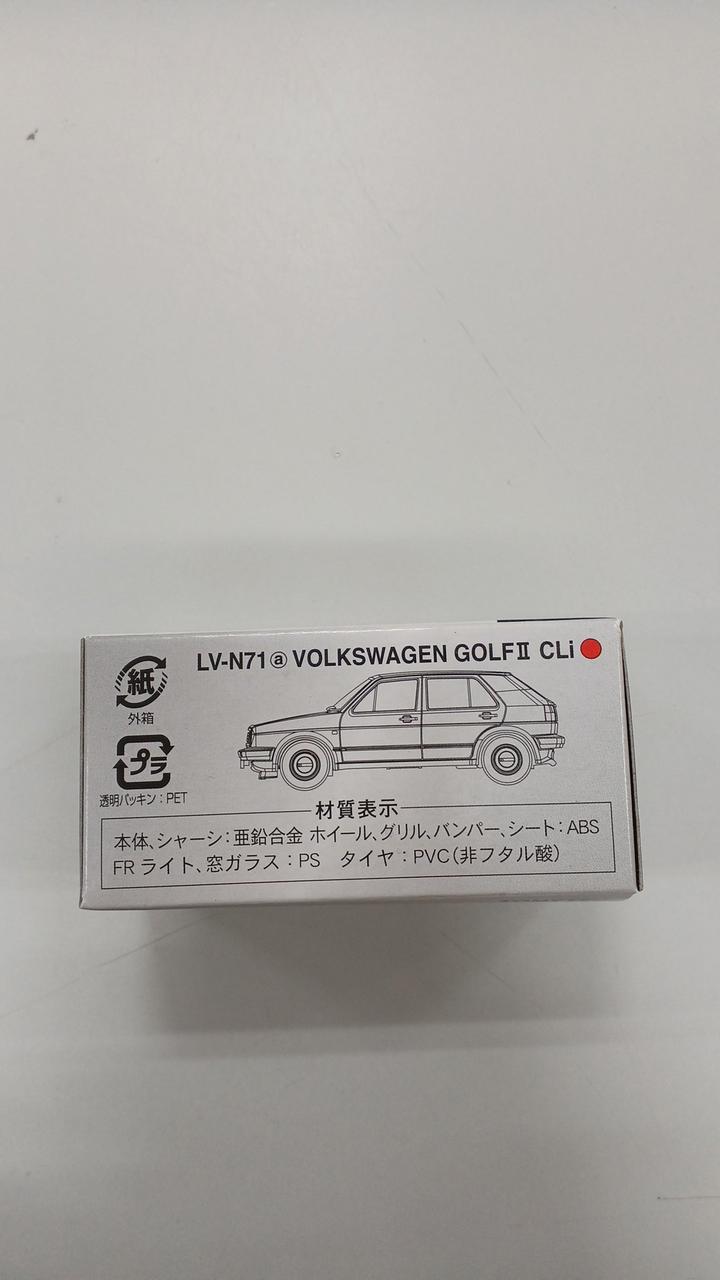 LV-N71ⓐ VOLKSWAGEN GOLFⅡ CLi
紙
外箱
プラ
透明パッキン：PET
材質表示
本体、シャーシ：亜鉛合金 ホイール、グリル、バンパー、シート：ABS
FR ライト、窓ガラス：PS　タイヤ：PVC（非フタル酸）